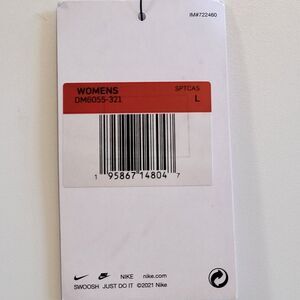 IM#722460
WOMENS SPTCAS
DM6055-321 L
1 95867 14804 7
NIKE nike.com
SWOOSH JUST DO IT ©2021 Nike